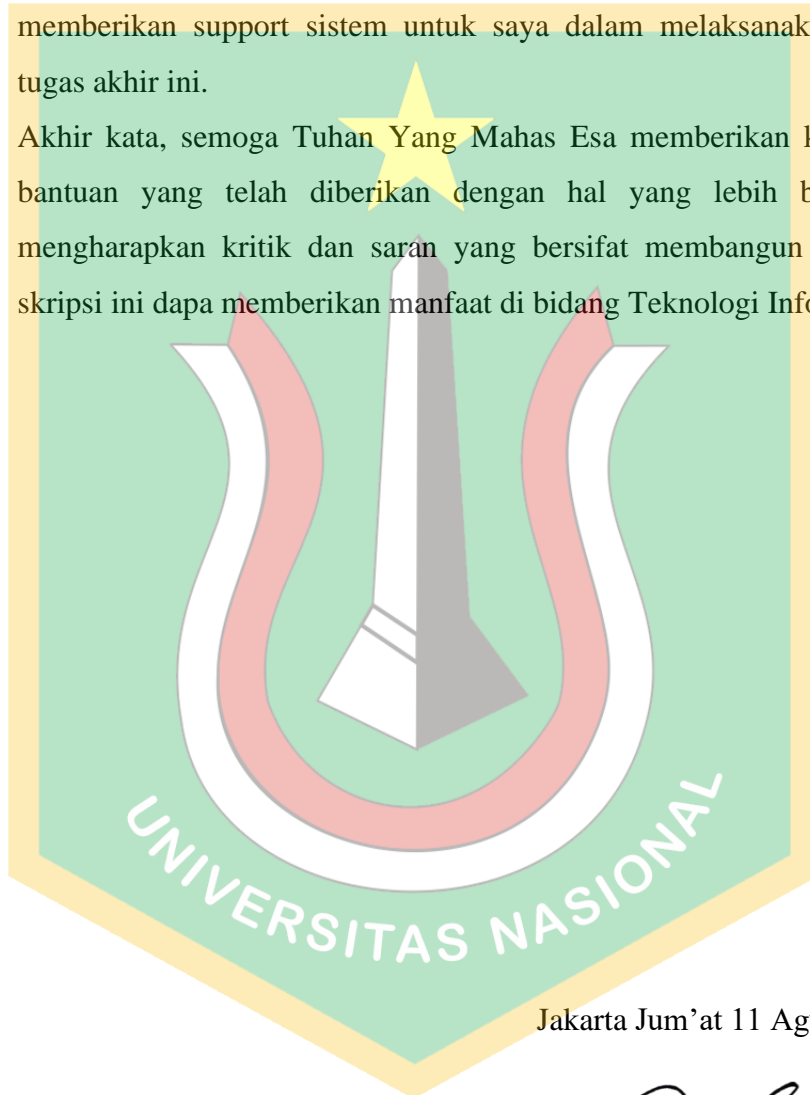 memberikan support sistem untuk saya dalam melaksanak
tugas akhir ini.
Akhir kata, semoga Tuhan Yang Mahas Esa memberikan
bantuan yang telah diberikan dengan hal yang lebih
mengharapkan kritik dan saran yang bersifat membangun
skripsi ini dapa memberikan manfaat di bidang Teknologi Info
UNIVERSITAS NASIONAL
Jakarta Jum’at 11 Ag